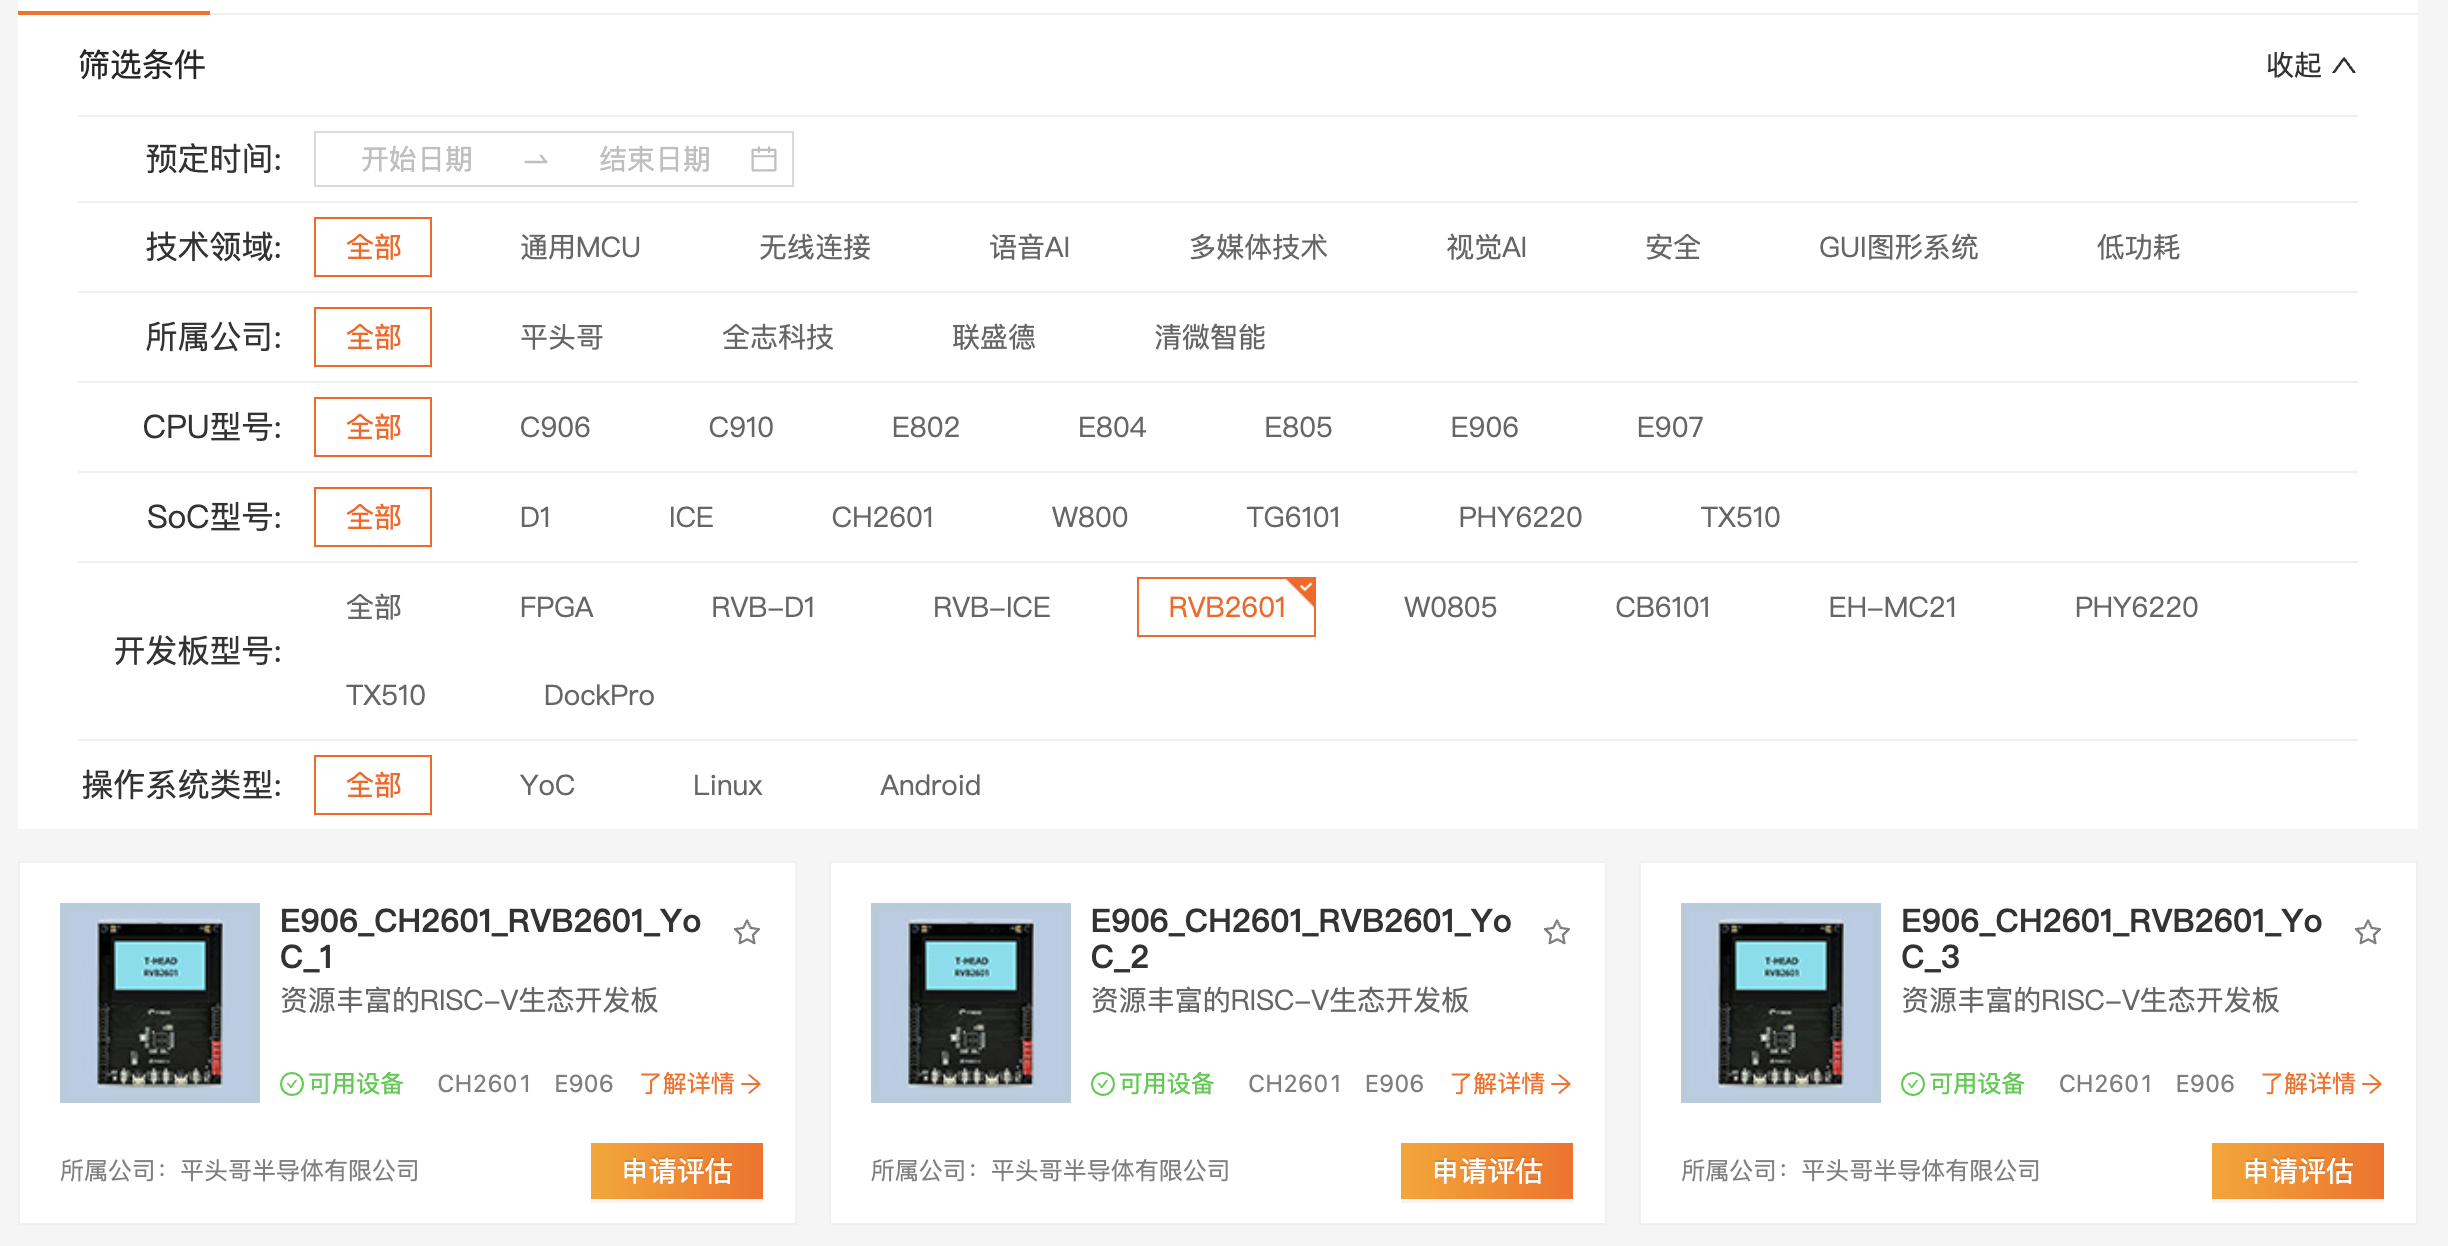 筛选条件 收起
预定时间: 开始日期 → 结束日期
技术领域: 全部 通用MCU 无线连接 语音AI 多媒体技术 视觉AI 安全 GUI图形系统 低功耗
所属公司: 全部 平头哥 全志科技 联盛德 清微智能
CPU型号: 全部 C906 C910 E802 E804 E805 E906 E907
SoC型号: 全部 D1 ICE CH2601 W800 TG6101 PHY6220 TX510
开发板型号: 全部 FPGA RVB-D1 RVB-ICE RVB2601 W0805 CB6101 EH-MC21 PHY6220
TX510 DockPro
操作系统类型: 全部 YoC Linux Android
T-HEAD
RVB2601
E906_CH2601_RVB2601_Yo
C_1
资源丰富的RISC-V生态开发板
可用设备 CH2601 E906 了解详情→
所属公司：平头哥半导体有限公司 申请评估
T-HEAD
RVB2601
E906_CH2601_RVB2601_Yo
C_2
资源丰富的RISC-V生态开发板
可用设备 CH2601 E906 了解详情→
所属公司：平头哥半导体有限公司 申请评估
T-HEAD
RVB2601
E906_CH2601_RVB2601_Yo
C_3
资源丰富的RISC-V生态开发板
可用设备 CH2601 E906 了解详情→
所属公司：平头哥半导体有限公司 申请评估